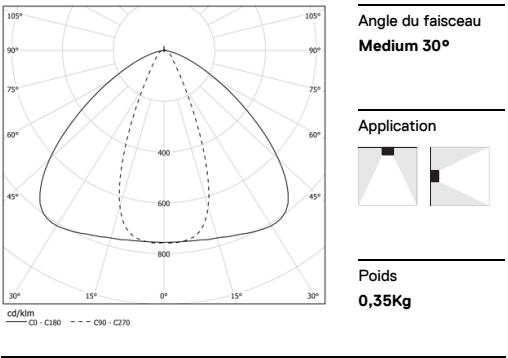 105° 105°
90° 90°
75° 75°
60° 60°
45° 45°
400
600
800
30° 15° 0° 15° 30°
cd/klm
C0 - C180 C90 - C270
Angle du faisceau
Medium 30°
Application
Poids
0,35Kg